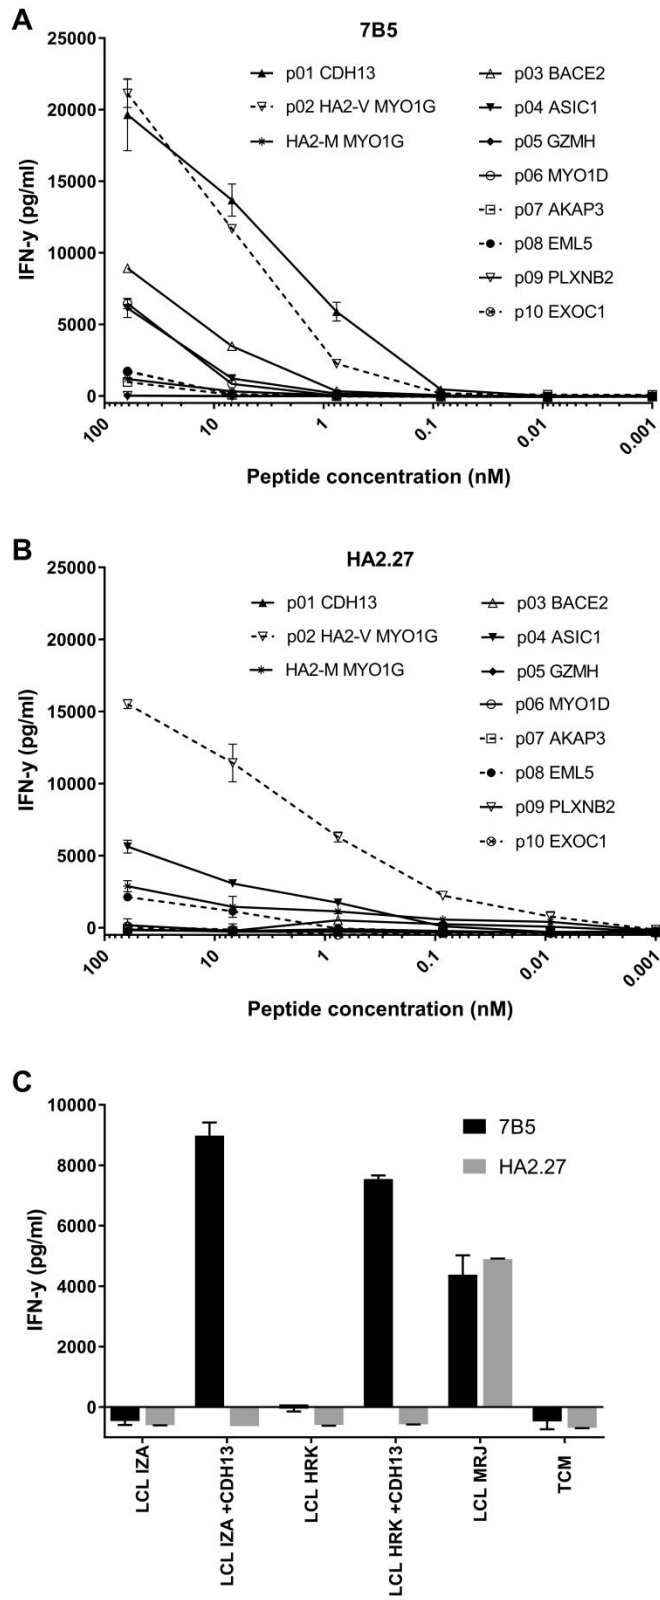 A
7B5
25000
20000
15000
10000
5000
0
IFN-y (pg/ml)
p01 CDH13
p02 HA2-V MYO1G
HA2-M MYO1G
p03 BACE2
p04 ASIC1
p05 GZMH
p06 MYO1D
p07 AKAP3
p08 EML5
p09 PLXNB2
p10 EXOC1
100 10 1 0.1 0.01 0.001
Peptide concentration (nM)
B
HA2.27
25000
20000
15000
10000
5000
0
IFN-y (pg/ml)
p01 CDH13
p02 HA2-V MYO1G
HA2-M MYO1G
p03 BACE2
p04 ASIC1
p05 GZMH
p06 MYO1D
p07 AKAP3
p08 EML5
p09 PLXNB2
p10 EXOC1
100 10 1 0.1 0.01 0.001
Peptide concentration (nM)
C
10000
8000
6000
4000
2000
0
IFN-y (pg/ml)
7B5
HA2.27
LCL IZA
LCL IZA +CDH13
LCL HRK
LCL HRK +CDH13
LCL MRJ
TCM